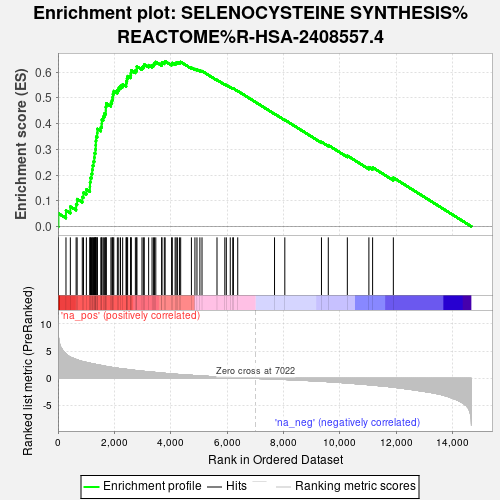 Enrichment plot: SELENOCYSTEINE SYNTHESIS%
REACTOME%R-HSA-2408557.4
Enrichment score (ES)
0.6
0.5
0.4
0.3
0.2
0.1
0.0
'na_pos' (positively correlated)
Ranked list metric (PreRanked)
10
5
0
-5
Zero cross at 7022
'na_neg' (negatively correlated)
0
2,000
4,000
6,000
8,000
10,000
12,000
14,000
Rank in Ordered Dataset
Enrichment profile
Hits
Ranking metric scores